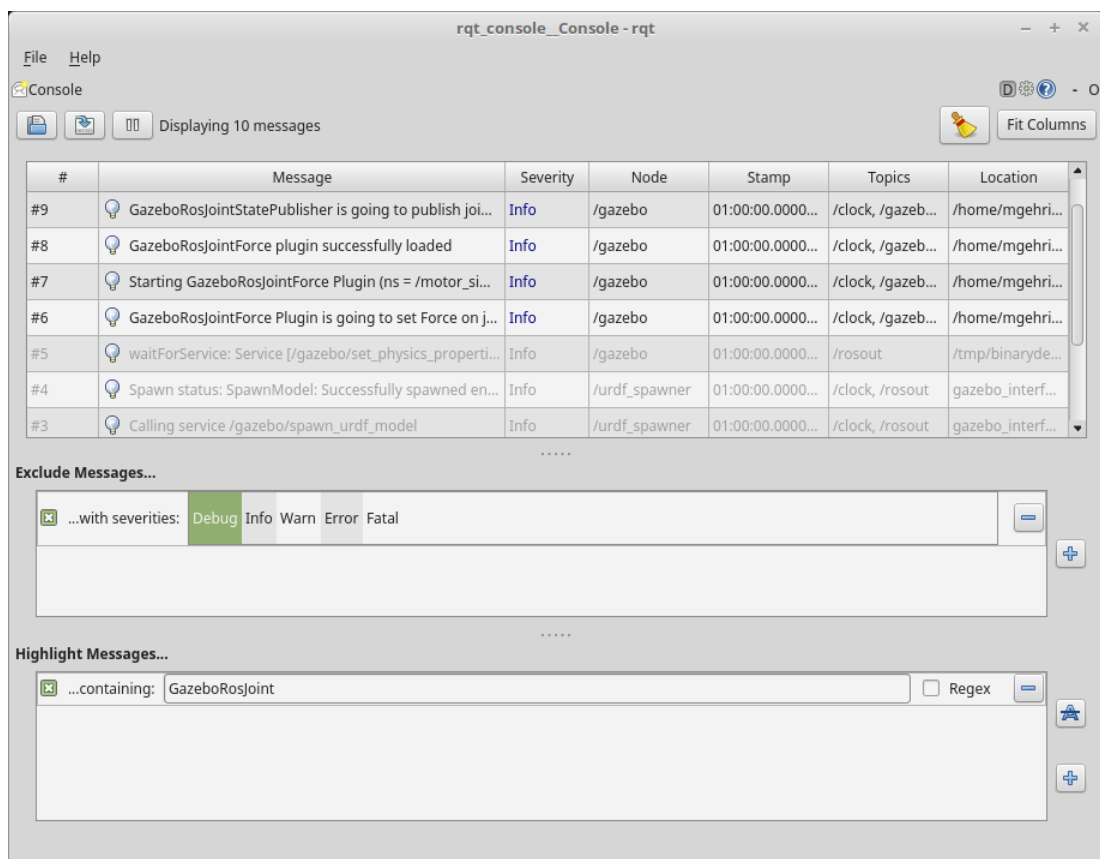 rqt_console__Console - rqt
File Help
Console D - O
Displaying 10 messages Fit Columns
# Message Severity Node Stamp Topics Location
#9 GazeboRosJointStatePublisher is going to publish joi... Info /gazebo 01:00:00.0000... /clock, /gazeb... /home/mgehri...
#8 GazeboRosJointForce plugin successfully loaded Info /gazebo 01:00:00.0000... /clock, /gazeb... /home/mgehri...
#7 Starting GazeboRosJointForce Plugin (ns = /motor_si... Info /gazebo 01:00:00.0000... /clock, /gazeb... /home/mgehri...
#6 GazeboRosJointForce Plugin is going to set Force on j... Info /gazebo 01:00:00.0000... /clock, /gazeb... /home/mgehri...
#5 waitForService: Service [/gazebo/set_physics_properti... Info /gazebo 01:00:00.0000... /rosout /tmp/binaryde...
#4 Spawn status: SpawnModel: Successfully spawned en... Info /urdf_spawner 01:00:00.0000... /clock, /rosout gazebo_interf...
#3 Calling service /gazebo/spawn_urdf_model Info /urdf_spawner 01:00:00.0000... /clock, /rosout gazebo_interf...
Exclude Messages...
...with severities: Debug Info Warn Error Fatal
Highlight Messages...
...containing: GazeboRosJoint Regex